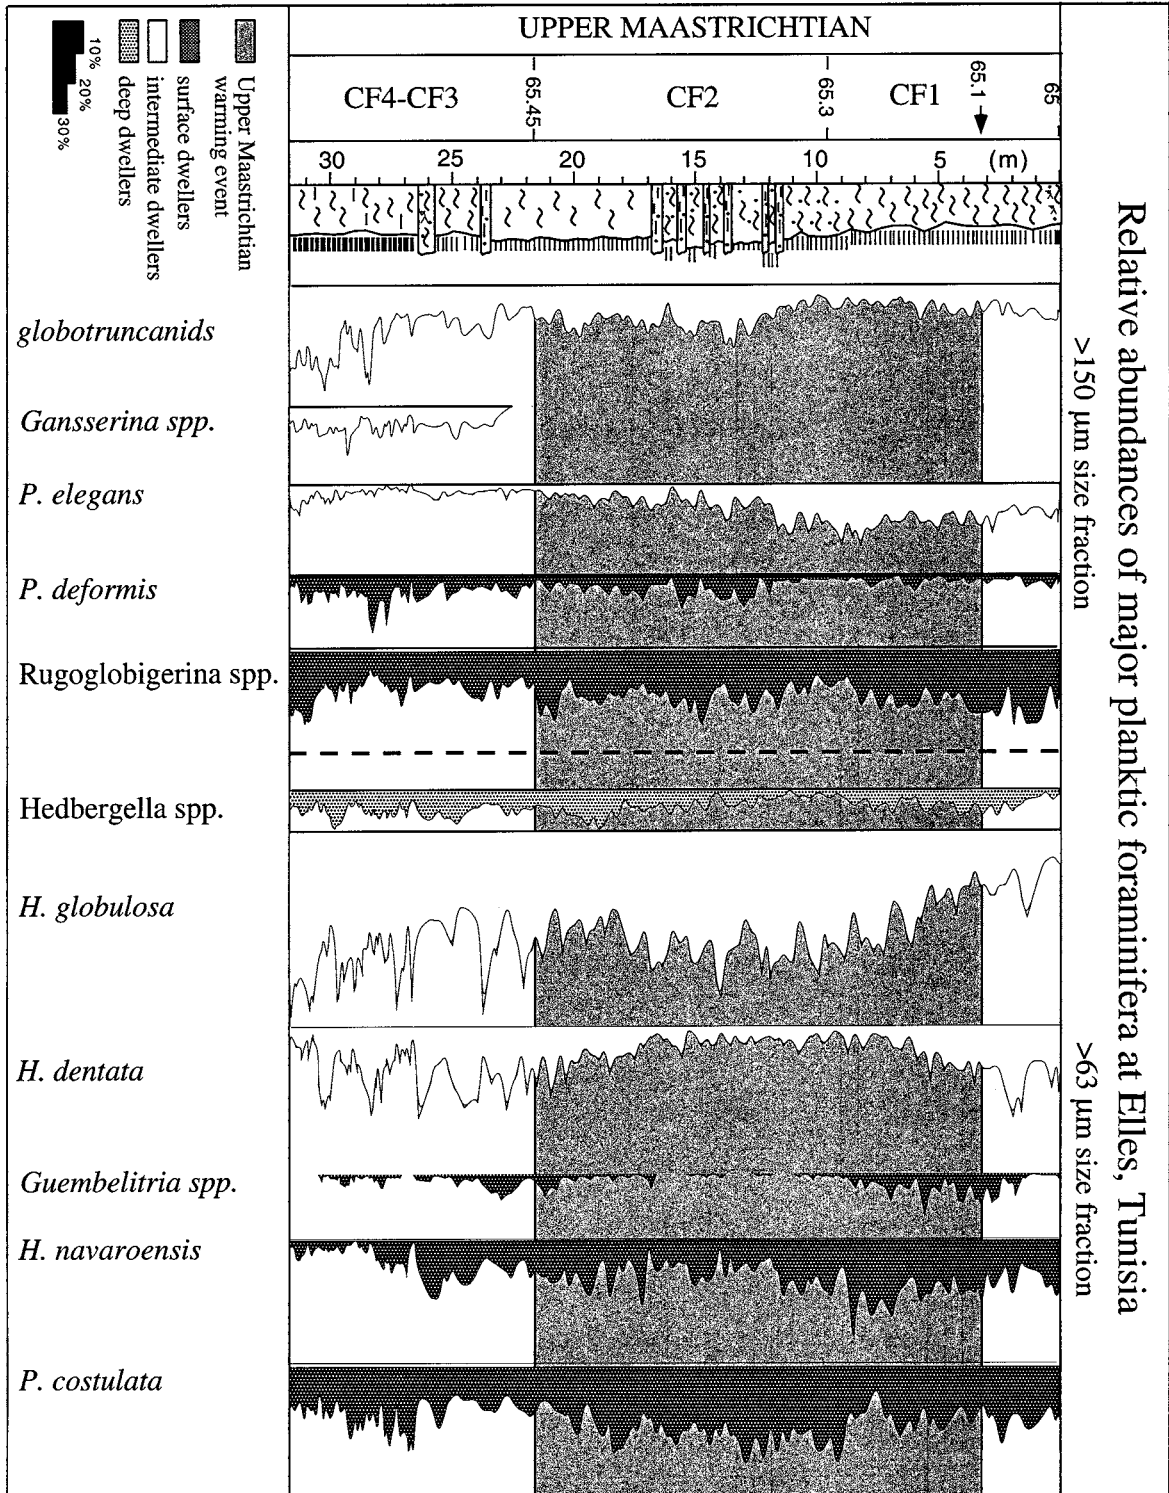 Relative abundances of major planktic foraminifera at Elles, Tunisia
>150 µm size fraction
>63 µm size fraction
UPPER MAASTRICHTIAN
CF4-CF3
65.45
CF2
65.3
CF1
65.1
65
30
25
20
15
10
5
(m)
globotruncanids
Gansserina spp.
P. elegans
P. deformis
Rugoglobigerina spp.
Hedbergella spp.
H. globulosa
H. dentata
Guembelitria spp.
H. navaroensis
P. costulata
Upper Maastrichtian
warming event
surface dwellers
intermediate dwellers
deep dwellers
10%
20%
30%